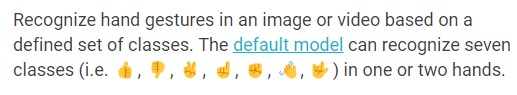 Recognize hand gestures in an image or video based on a
defined set of classes. The default model can recognize seven
classes (i.e. 👍, 👎, ✌️, ☝️, ✊, 👋, 🤟) in one or two hands.